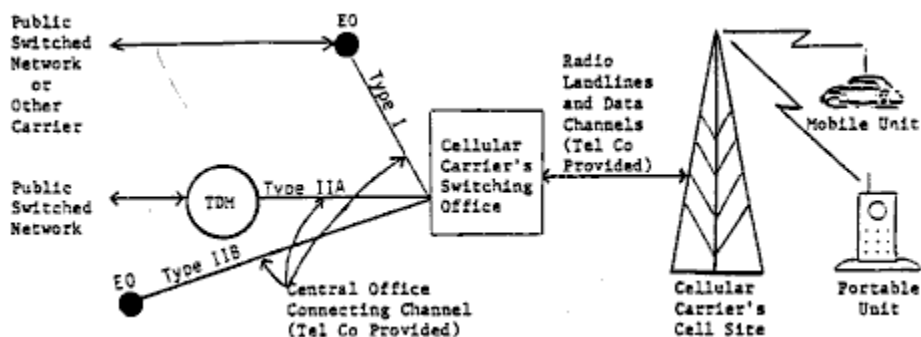 Public
Switched
Network
or
Other
Carrier
EO
Type I
Public
Switched
Network
TDM
Type IIA
EO
Type IIB
Central Office
Connecting Channel
(Tel Co Provided)
Cellular
Carrier's
Switching
Office
Radio
Landlines
and Data
Channels
(Tel Co
Provided)
Cellular
Carrier's
Cell Site
Mobile Unit
Portable
Unit